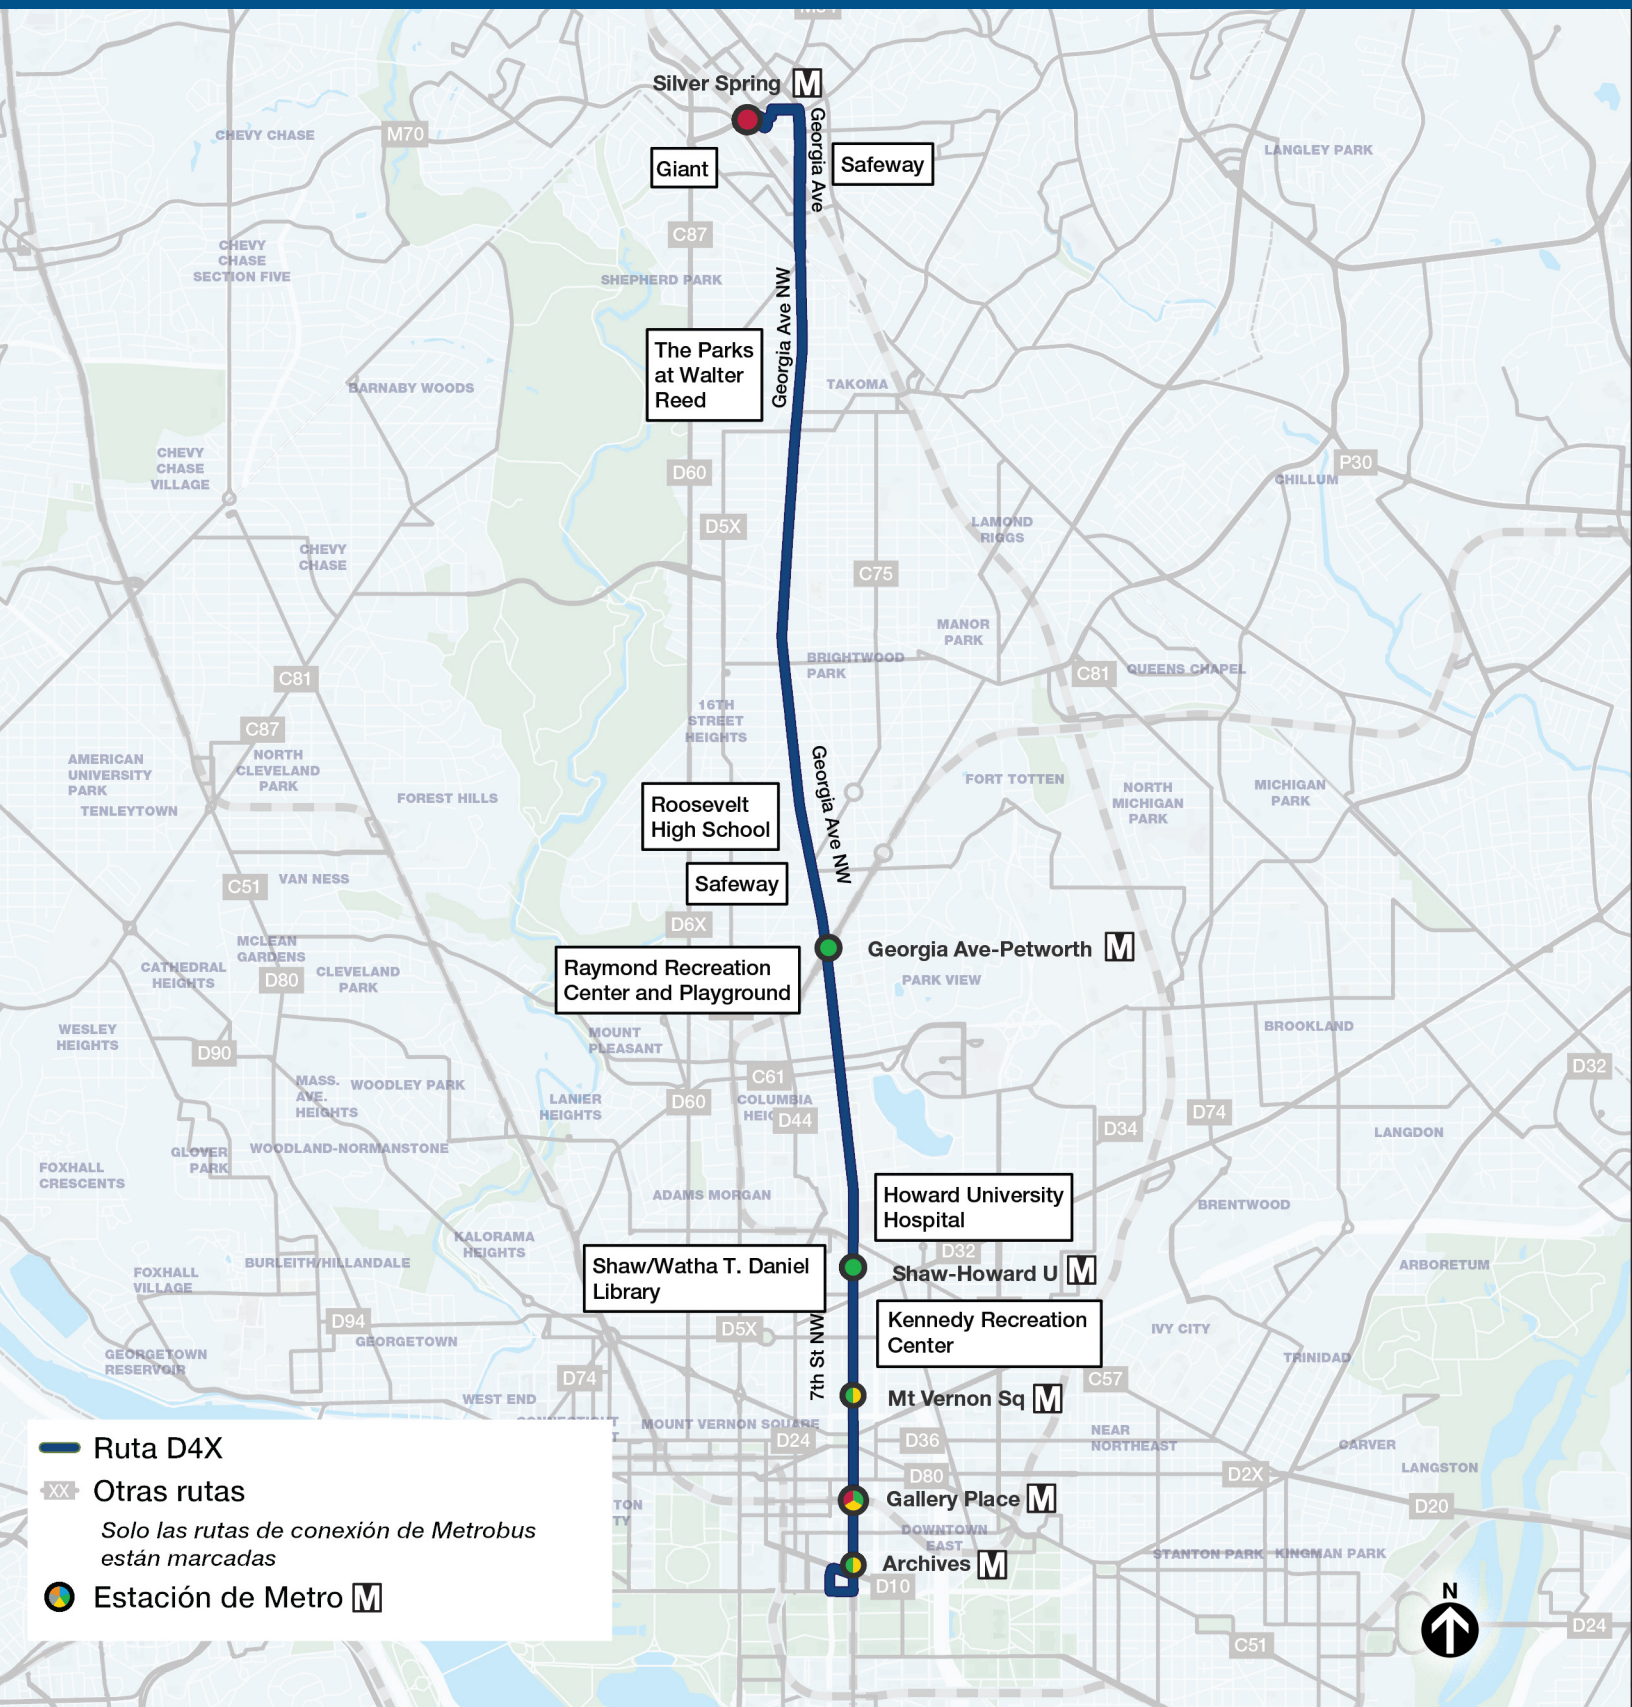 Silver Spring M
CHEVY CHASE
M70
Georgia Ave
Giant
Safeway
LANGLEY PARK
C87
CHEVY
CHASE
SECTION FIVE
SHEPHERD PARK
Georgia Ave NW
The Parks
at Walter
Reed
BARNABY WOODS
TAKOMA
CHEVY
CHASE
VILLAGE
D60
P30
CHILLUM
D5X
LAMOND
RIGGS
CHEVY
CHASE
C75
MANOR
PARK
BRIGHTWOOD
PARK
C81
C81
QUEENS CHAPEL
16TH
STREET
HEIGHTS
C87
NORTH
CLEVELAND
PARK
AMERICAN
UNIVERSITY
PARK
TENLEYTOWN
FOREST HILLS
Georgia Ave NW
FORT TOTTEN
NORTH
MICHIGAN
PARK
MICHIGAN
PARK
Roosevelt
High School
Safeway
C51
VAN NESS
D6X
MCLEAN
GARDENS
Georgia Ave-Petworth M
CATHEDRAL
HEIGHTS
D80
CLEVELAND
PARK
Raymond Recreation
Center and Playground
PARK VIEW
WESLEY
HEIGHTS
D90
MOUNT
PLEASANT
BROOKLAND
D32
MASS.
AVE.
HEIGHTS
WOODLEY PARK
C61
LANIER
HEIGHTS
D60
COLUMBIA
D44
D34
D74
LANGDON
GLOVER
PARK
WOODLAND-NORMANSTONE
FOXHALL
CRESCENTS
ADAMS MORGAN
Howard University
Hospital
BRENTWOOD
KALORAMA
HEIGHTS
D32
BURLEITH/HILLANDALE
Shaw/Watha T. Daniel
Library
Shaw-Howard U M
ARBORETUM
FOXHALL
VILLAGE
D94
GEORGETOWN
D5X
7th St NW
Kennedy Recreation
Center
IVY CITY
GEORGETOWN
RESERVOIR
TRINIDAD
D74
C57
WEST END
Mt Vernon Sq M
MOUNT VERNON SQUARE
D24
D36
NEAR
NORTHEAST
CARVER
D80
D2X
LANGSTON
Gallery Place M
D20
DOWNTOWN
EAST
Archives M
STANTON PARK
KINGMAN PARK
D10
C51
D24
N
Ruta D4X
XX Otras rutas
Solo las rutas de conexión de Metrobus
están marcadas
Estación de Metro M